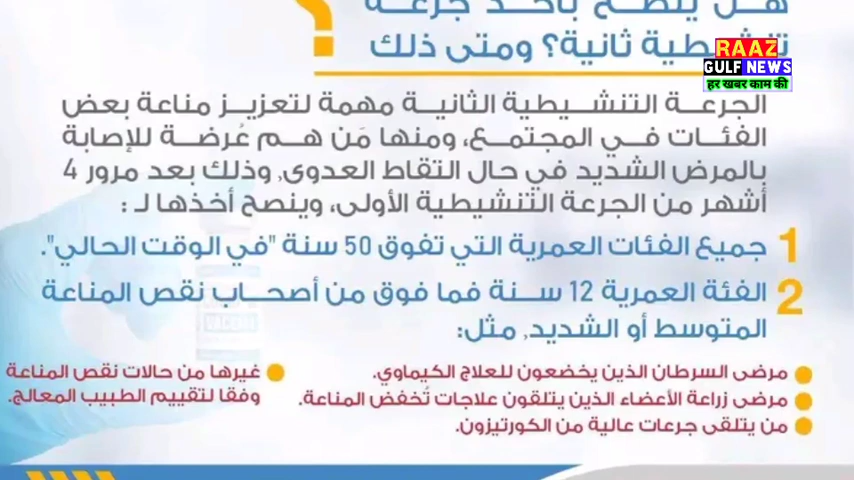 هل ينصح بأخذ جرعة
تنشيطية ثانية؟ ومتى ذلك
RAAZ
GULF NEWS
हर खबर काम की
الجرعة التنشيطية الثانية مهمة لتعزيز مناعة بعض
الفئات في المجتمع، ومنها مَن هم عُرضة للإصابة
بالمرض الشديد في حال التقاط العدوى, وذلك بعد مرور 4
أشهر من الجرعة التنشيطية الأولى، وينصح أخذها لـ :
1 جميع الفئات العمرية التي تفوق 50 سنة "في الوقت الحالي".
2 الفئة العمرية 12 سنة فما فوق من أصحاب نقص المناعة
المتوسط أو الشديد, مثل:
مرضى السرطان الذين يخضعون للعلاج الكيماوي.
مرضى زراعة الأعضاء الذين يتلقون علاجات تُخفض المناعة.
من يتلقى جرعات عالية من الكورتيزون.
غيرها من حالات نقص المناعة
وفقا لتقييم الطبيب المعالج.